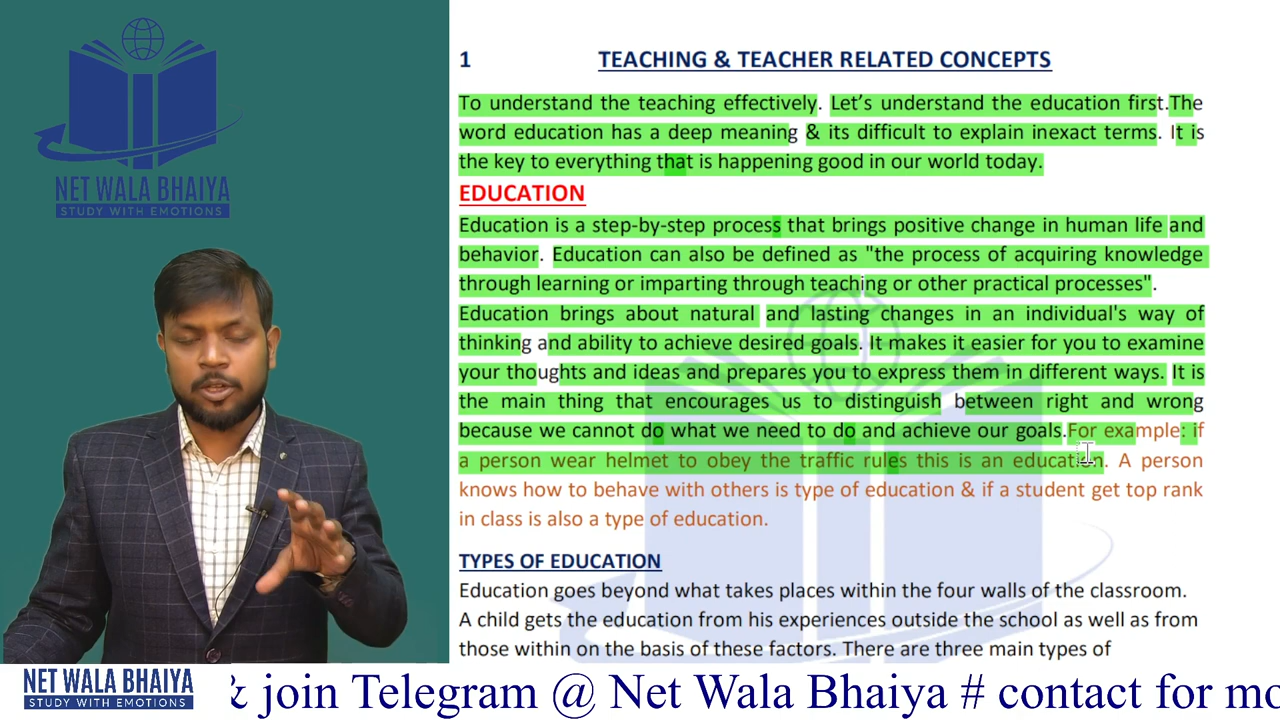 NET WALA BHAIYA
STUDY WITH EMOTIONS
1 TEACHING & TEACHER RELATED CONCEPTS
To understand the teaching effectively. Let’s understand the education first.The
word education has a deep meaning & its difficult to explain inexact terms. It is
the key to everything that is happening good in our world today.
EDUCATION
Education is a step-by-step process that brings positive change in human life and
behavior. Education can also be defined as "the process of acquiring knowledge
through learning or imparting through teaching or other practical processes".
Education brings about natural and lasting changes in an individual's way of
thinking and ability to achieve desired goals. It makes it easier for you to examine
your thoughts and ideas and prepares you to express them in different ways. It is
the main thing that encourages us to distinguish between right and wrong
because we cannot do what we need to do and achieve our goals.For example: if
a person wear helmet to obey the traffic rules this is an education. A person
knows how to behave with others is type of education & if a student get top rank
in class is also a type of education.
TYPES OF EDUCATION
Education goes beyond what takes places within the four walls of the classroom.
A child gets the education from his experiences outside the school as well as from
those within on the basis of these factors. There are three main types of
NET WALA BHAIYA
STUDY WITH EMOTIONS
& join Telegram @ Net Wala Bhaiya # contact for mo